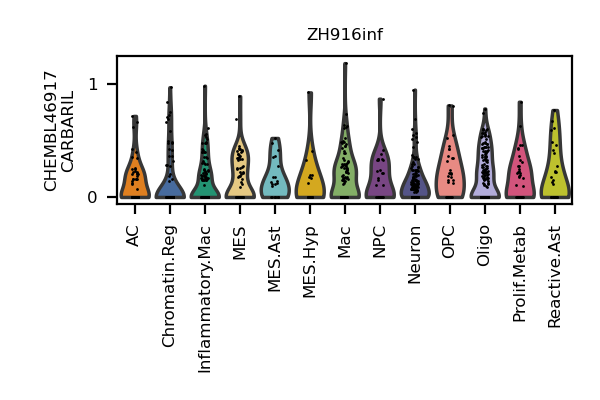 ZH916inf
CHEMBL46917
CARBARIL
1
0
AC
Chromatin.Reg
Inflammatory.Mac
MES
MES.Ast
MES.Hyp
Mac
NPC
Neuron
OPC
Oligo
Prolif.Metab
Reactive.Ast